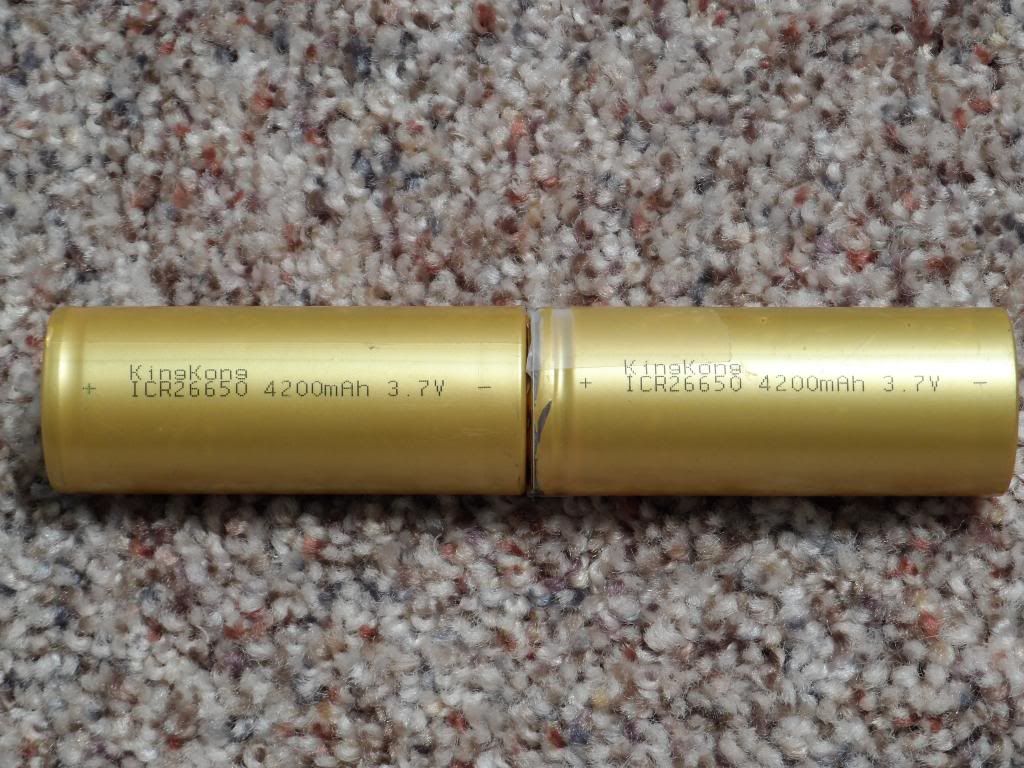 KingKong
+ ICR26650 4200mAh 3.7V −
KingKong
+ ICR26650 4200mAh 3.7V −